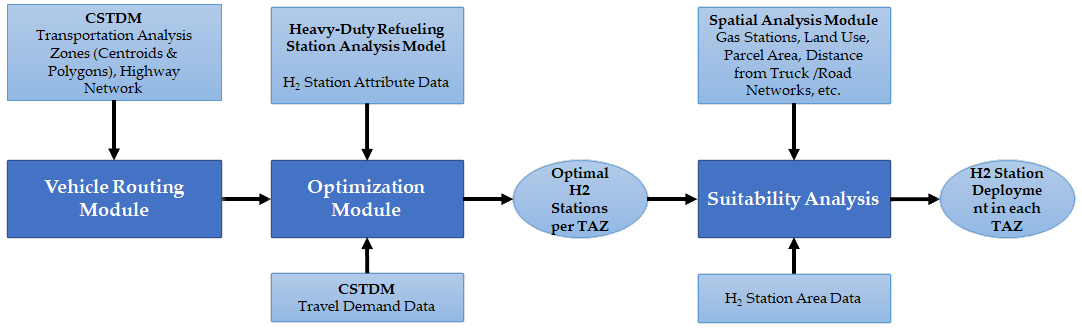 CSTDM
Transportation Analysis
Zones (Centroids &
Polygons), Highway
Network
Heavy-Duty Refueling
Station Analysis Model
H₂ Station Attribute Data
Spatial Analysis Module
Gas Stations, Land Use,
Parcel Area, Distance
from Truck /Road
Networks, etc.
Vehicle Routing
Module
Optimization
Module
Optimal
H2
Stations
per TAZ
Suitability Analysis
H2 Station
Deployme
nt in each
TAZ
CSTDM
Travel Demand Data
H₂ Station Area Data